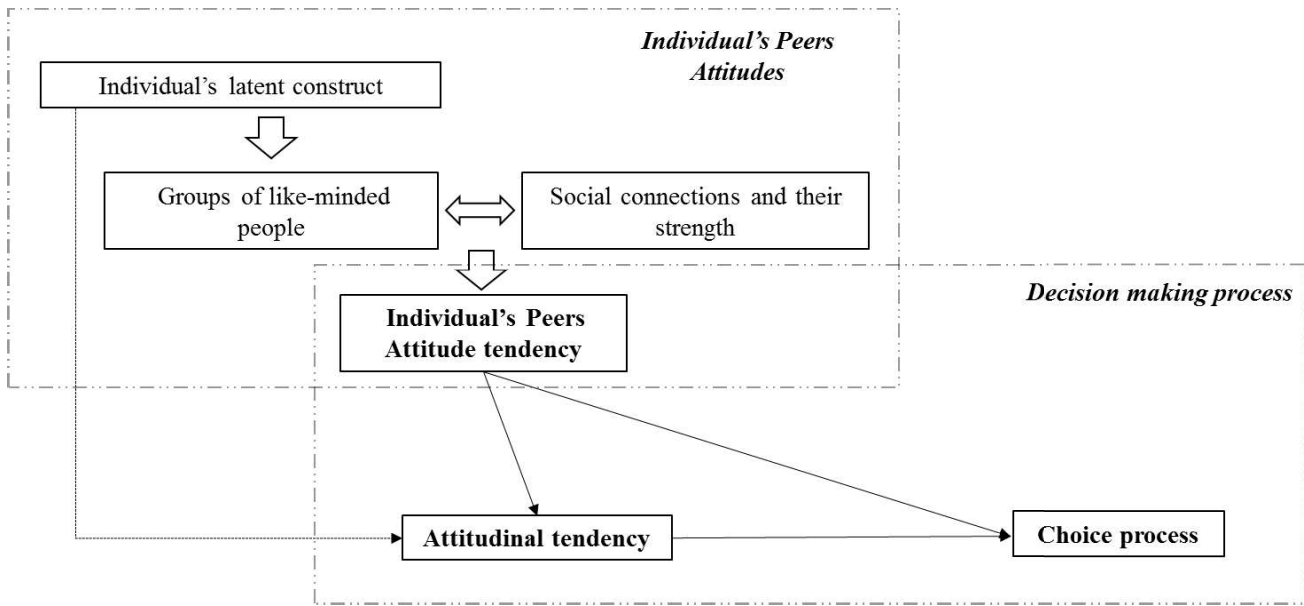 Individual's Peers
Attitudes
Individual's latent construct
Groups of like-minded
people
Social connections and their
strength
Decision making process
Individual's Peers
Attitude tendency
Attitudinal tendency
Choice process